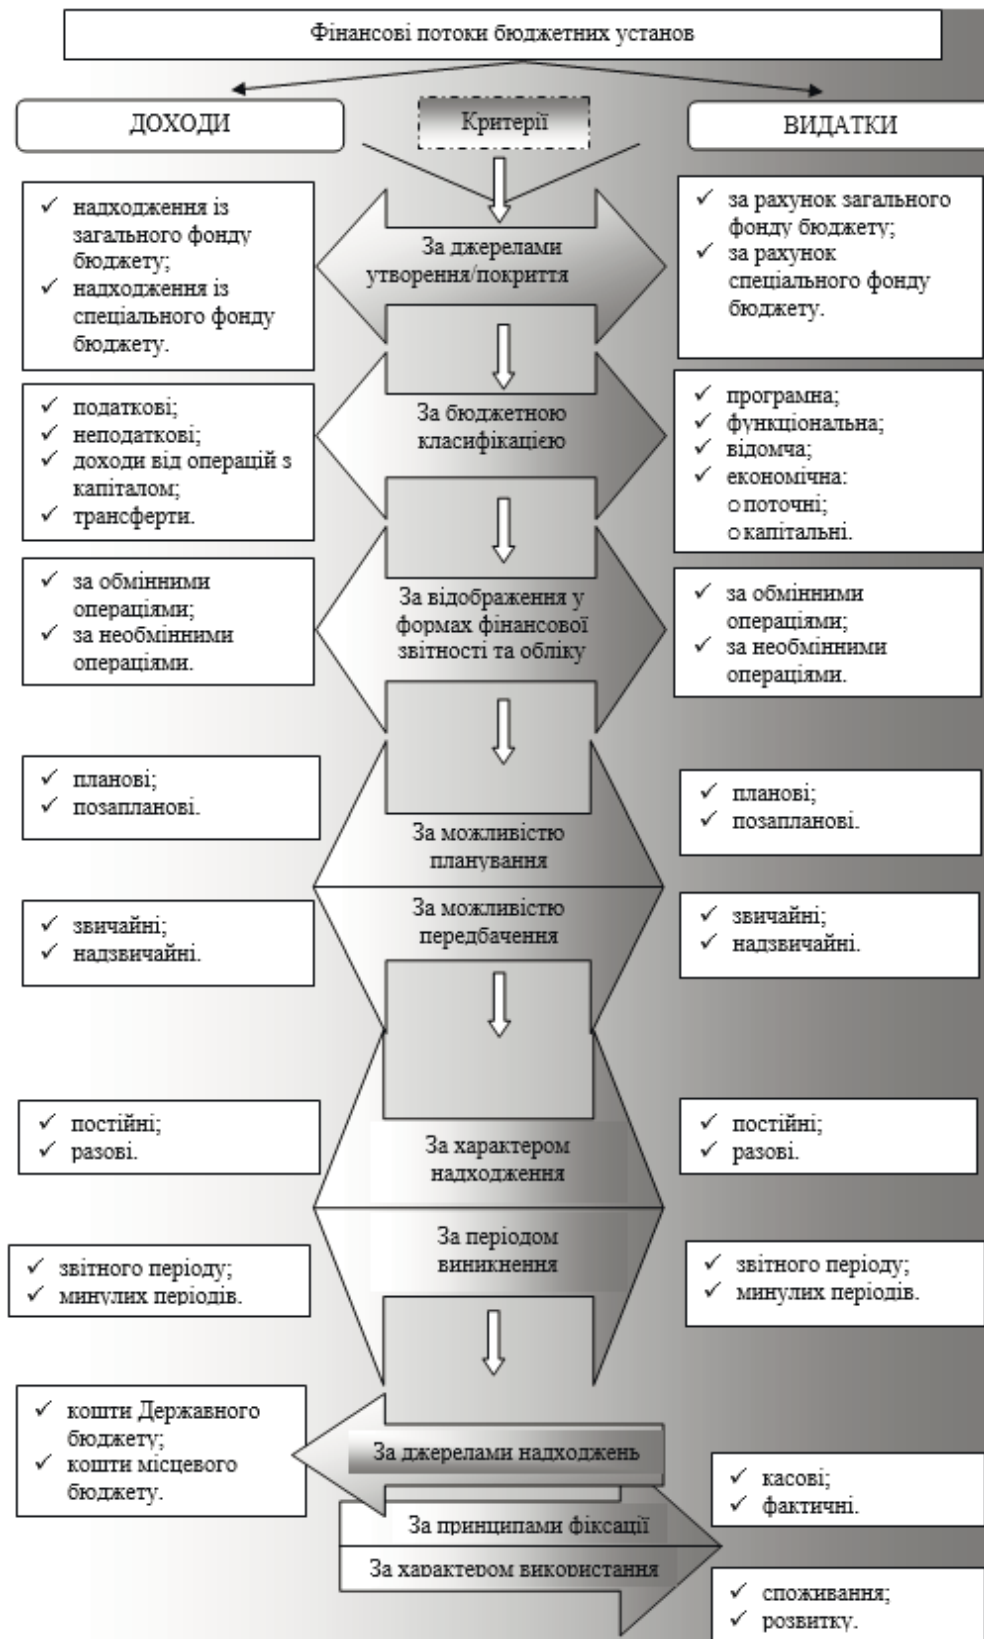 Фінансові потоки бюджетних установ
ДОХОДИ
Критерії
ВИДАТКИ
✓ надходження із
загального фонду
бюджету;
✓ надходження із
спеціального фонду
бюджету.
За джерелами
утворення/покриття
✓ за рахунок загального
фонду бюджету;
✓ за рахунок
спеціального фонду
бюджету.
✓ податкові;
✓ неподаткові;
✓ доходи від операцій з
капіталом;
✓ трансферти.
За бюджетною
класифікацією
✓ програмна;
✓ функціональна;
✓ відомча;
✓ економічна:
o поточні;
o капітальні.
✓ за обмінними
операціями;
✓ за необмінними
операціями.
За відображення у
формах фінансової
звітності та обліку
✓ за обмінними
операціями;
✓ за необмінними
операціями.
✓ планові;
✓ позапланові.
За можливістю
планування
✓ планові;
✓ позапланові.
✓ звичайні;
✓ надзвичайні.
За можливістю
передбачення
✓ звичайні;
✓ надзвичайні.
✓ постійні;
✓ разові.
За характером
надходження
✓ постійні;
✓ разові.
✓ звітного періоду;
✓ минулих періодів.
За періодом
виникнення
✓ звітного періоду;
✓ минулих періодів.
✓ кошти Державного
бюджету;
✓ кошти місцевого
бюджету.
За джерелами надходжень
✓ касові;
✓ фактичні.
За принципами фіксації
За характером використання
✓ споживання;
✓ розвитку.